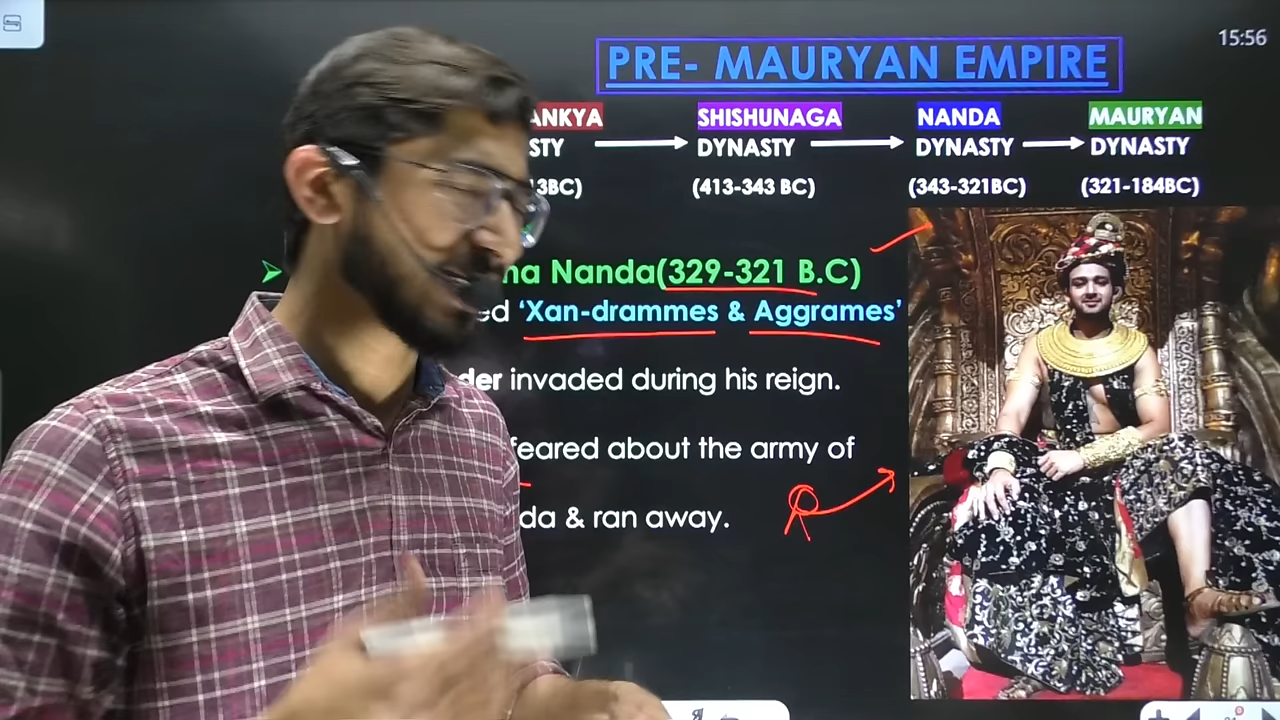 15:56
PRE- MAURYAN EMPIRE
ANKYA SHISHUNAGA NANDA MAURYAN
STY DYNASTY DYNASTY DYNASTY
3BC) (413-343 BC) (343-321BC) (321-184BC)
na Nanda(329-321 B.C)
ed ‘Xan-drammes & Aggrames’
der invaded during his reign.
feared about the army of
da & ran away.